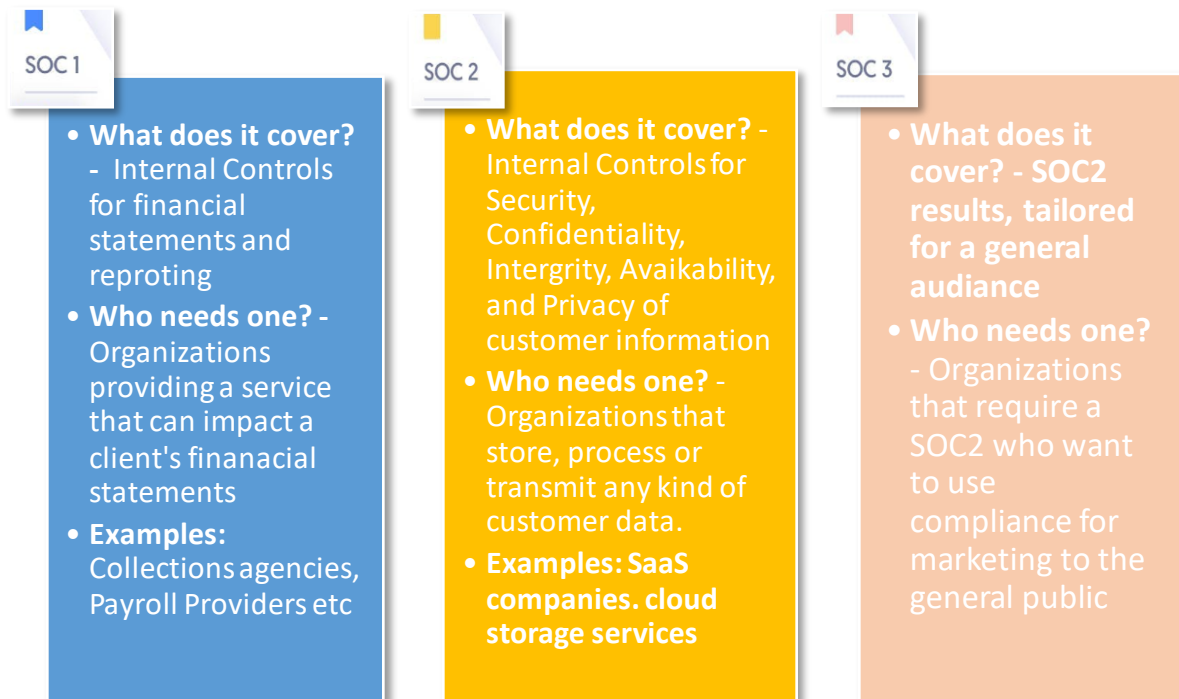 SOC 1
• What does it cover?
- Internal Controls
for financial
statements and
reproting
• Who needs one? -
Organizations
providing a service
that can impact a
client's finanacial
statements
• Examples:
Collections agencies,
Payroll Providers etc
SOC 2
• What does it cover? -
Internal Controls for
Security,
Confidentiality,
Intergrity, Avaikability,
and Privacy of
customer information
• Who needs one? -
Organizations that
store, process or
transmit any kind of
customer data.
• Examples: SaaS
companies. cloud
storage services
SOC 3
• What does it
cover? - SOC2
results, tailored
for a general
audiance
• Who needs one?
- Organizations
that require a
SOC2 who want
to use
compliance for
marketing to the
general public